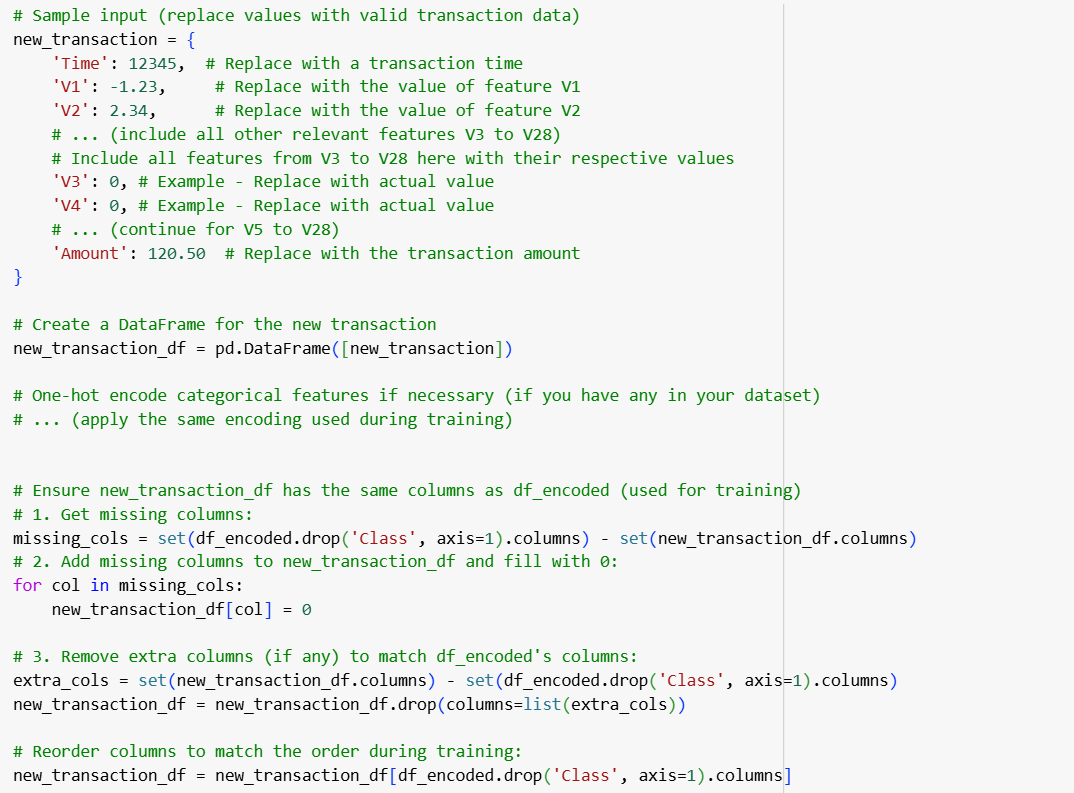 # Sample input (replace values with valid transaction data)
new_transaction = {
    'Time': 12345,  # Replace with a transaction time
    'V1': -1.23,     # Replace with the value of feature V1
    'V2': 2.34,      # Replace with the value of feature V2
    # ... (include all other relevant features V3 to V28)
    # Include all features from V3 to V28 here with their respective values
    'V3': 0, # Example - Replace with actual value
    'V4': 0, # Example - Replace with actual value
    # ... (continue for V5 to V28)
    'Amount': 120.50  # Replace with the transaction amount
}
# Create a DataFrame for the new transaction
new_transaction_df = pd.DataFrame([new_transaction])
# One-hot encode categorical features if necessary (if you have any in your dataset)
# ... (apply the same encoding used during training)
# Ensure new_transaction_df has the same columns as df_encoded (used for training)
# 1. Get missing columns:
missing_cols = set(df_encoded.drop('Class', axis=1).columns) - set(new_transaction_df.columns)
# 2. Add missing columns to new_transaction_df and fill with 0:
for col in missing_cols:
    new_transaction_df[col] = 0
# 3. Remove extra columns (if any) to match df_encoded's columns:
extra_cols = set(new_transaction_df.columns) - set(df_encoded.drop('Class', axis=1).columns)
new_transaction_df = new_transaction_df.drop(columns=list(extra_cols))
# Reorder columns to match the order during training:
new_transaction_df = new_transaction_df[df_encoded.drop('Class', axis=1).columns]